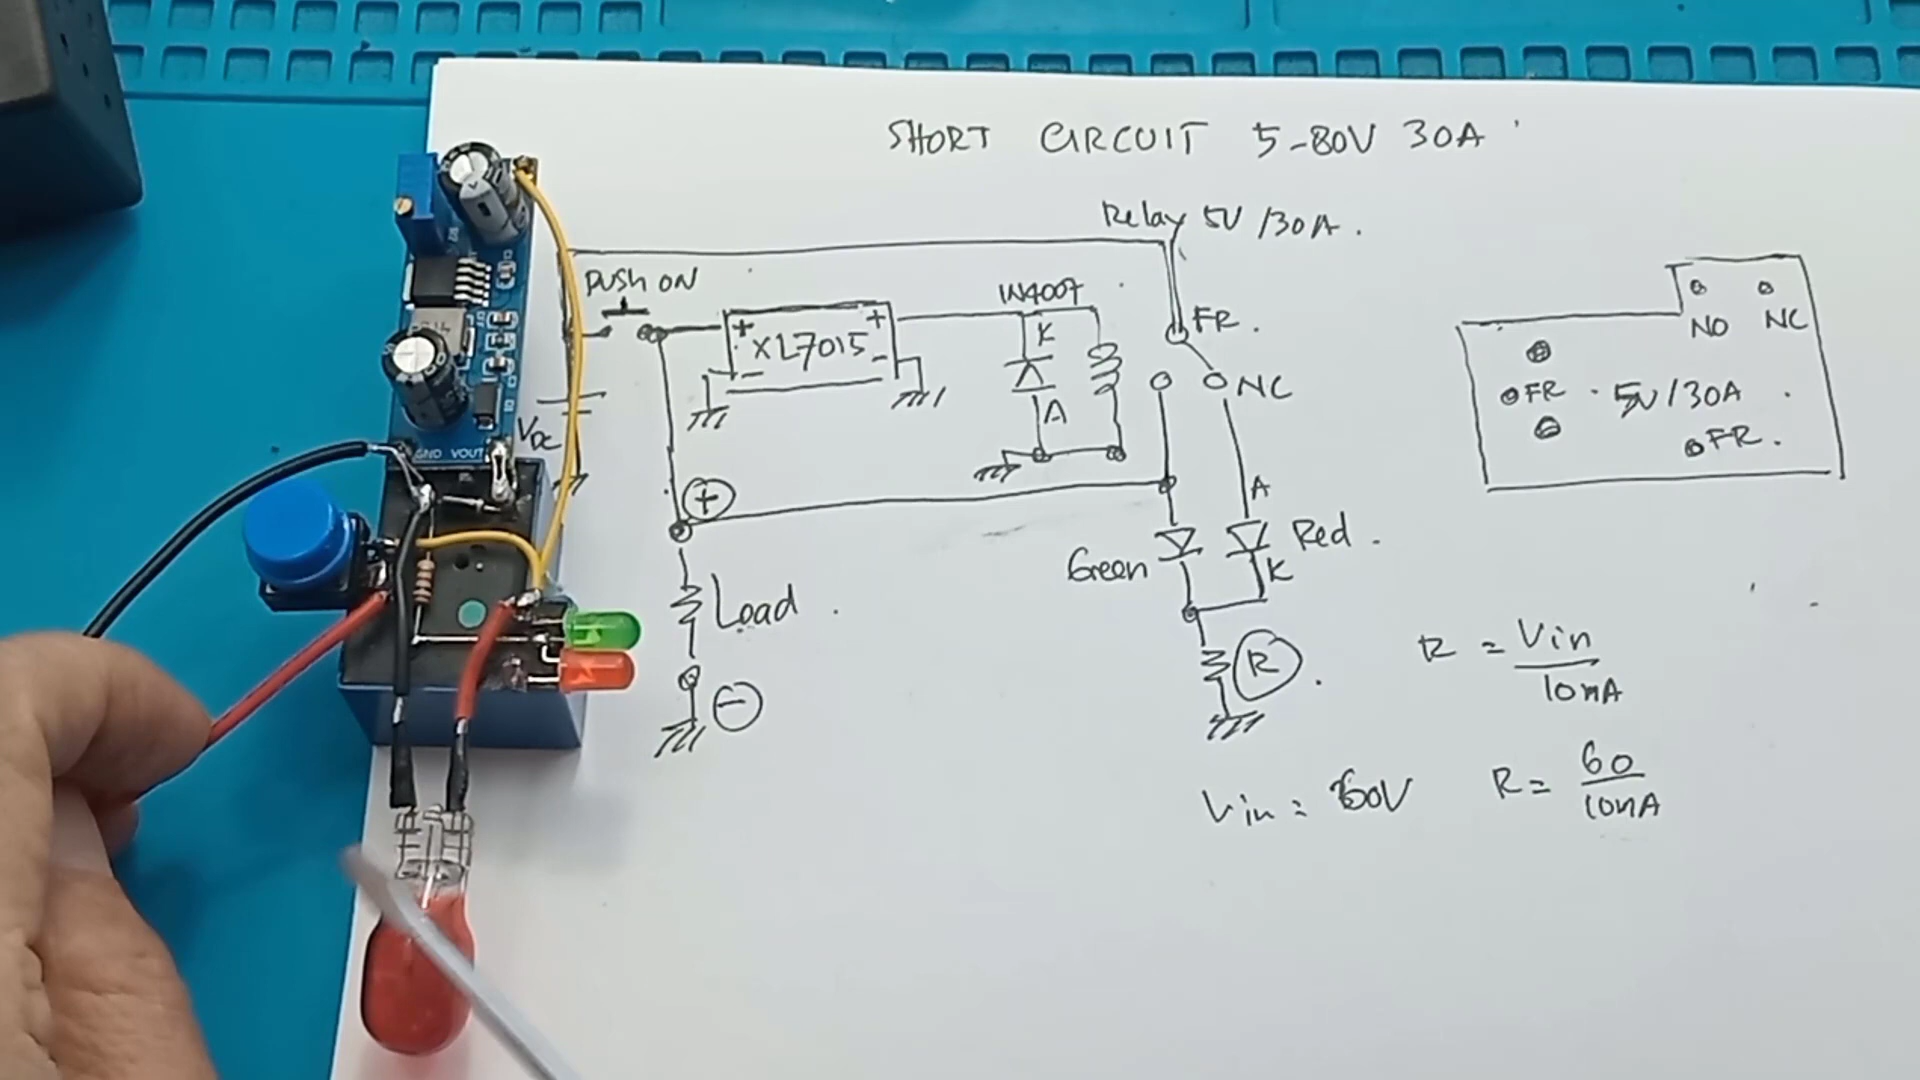 SHORT CIRCUIT 5-80V 30A
Relay 5V /30A.
PUSH ON
1N4007
FR.
NO NC
+ XL7015 +
- -
K
NC
FR . 5V/30A .
A
FR.
VDC
GND VOUT
+
A
Green
Red .
K
Load .
R = Vin / 10mA
R .
-
Vin = 60V R = 60 / 10mA